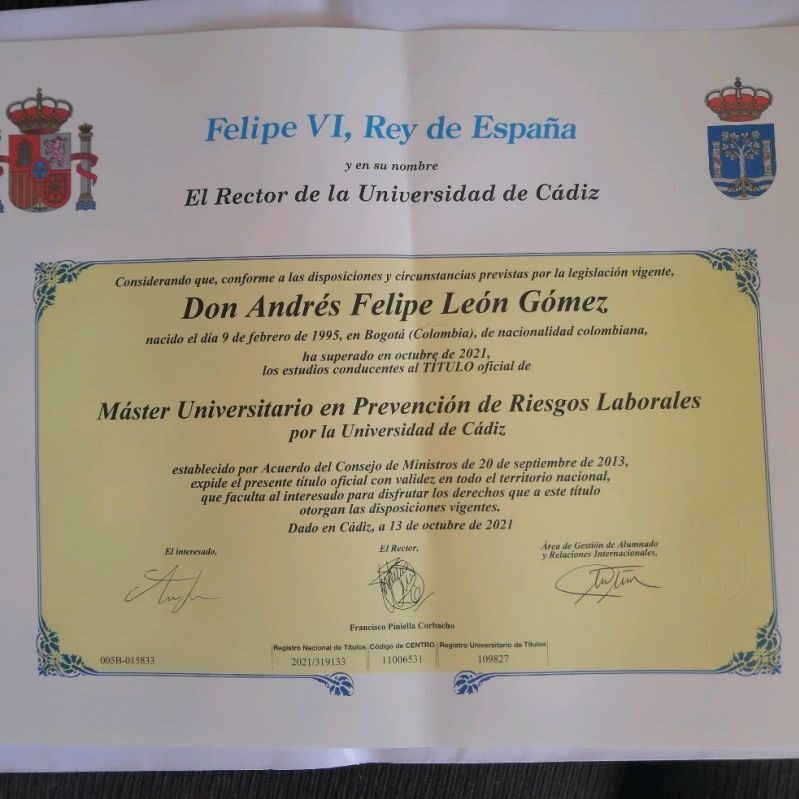 Felipe VI, Rey de España
y en su nombre
El Rector de la Universidad de Cádiz
Considerando que, conforme a las disposiciones y circunstancias previstas por la legislación vigente,
Don Andrés Felipe León Gómez
nacido el día 9 de febrero de 1995, en Bogotá (Colombia), de nacionalidad colombiana,
ha superado en octubre de 2021,
los estudios conducentes al TÍTULO oficial de
Máster Universitario en Prevención de Riesgos Laborales
por la Universidad de Cádiz
establecido por Acuerdo del Consejo de Ministros de 20 de septiembre de 2013,
expide el presente título oficial con validez en todo el territorio nacional,
que faculta al interesado para disfrutar los derechos que a este título
otorgan las disposiciones vigentes.
Dado en Cádiz, a 13 de octubre de 2021
El interesado,
El Rector,
Área de Gestión de Alumnado
y Relaciones Internacionales,
Francisco Piniella Corbacho
Registro Nacional de Títulos Código de CENTRO Registro Universitario de Títulos
005B-015833 2021/319133 11006531 109827